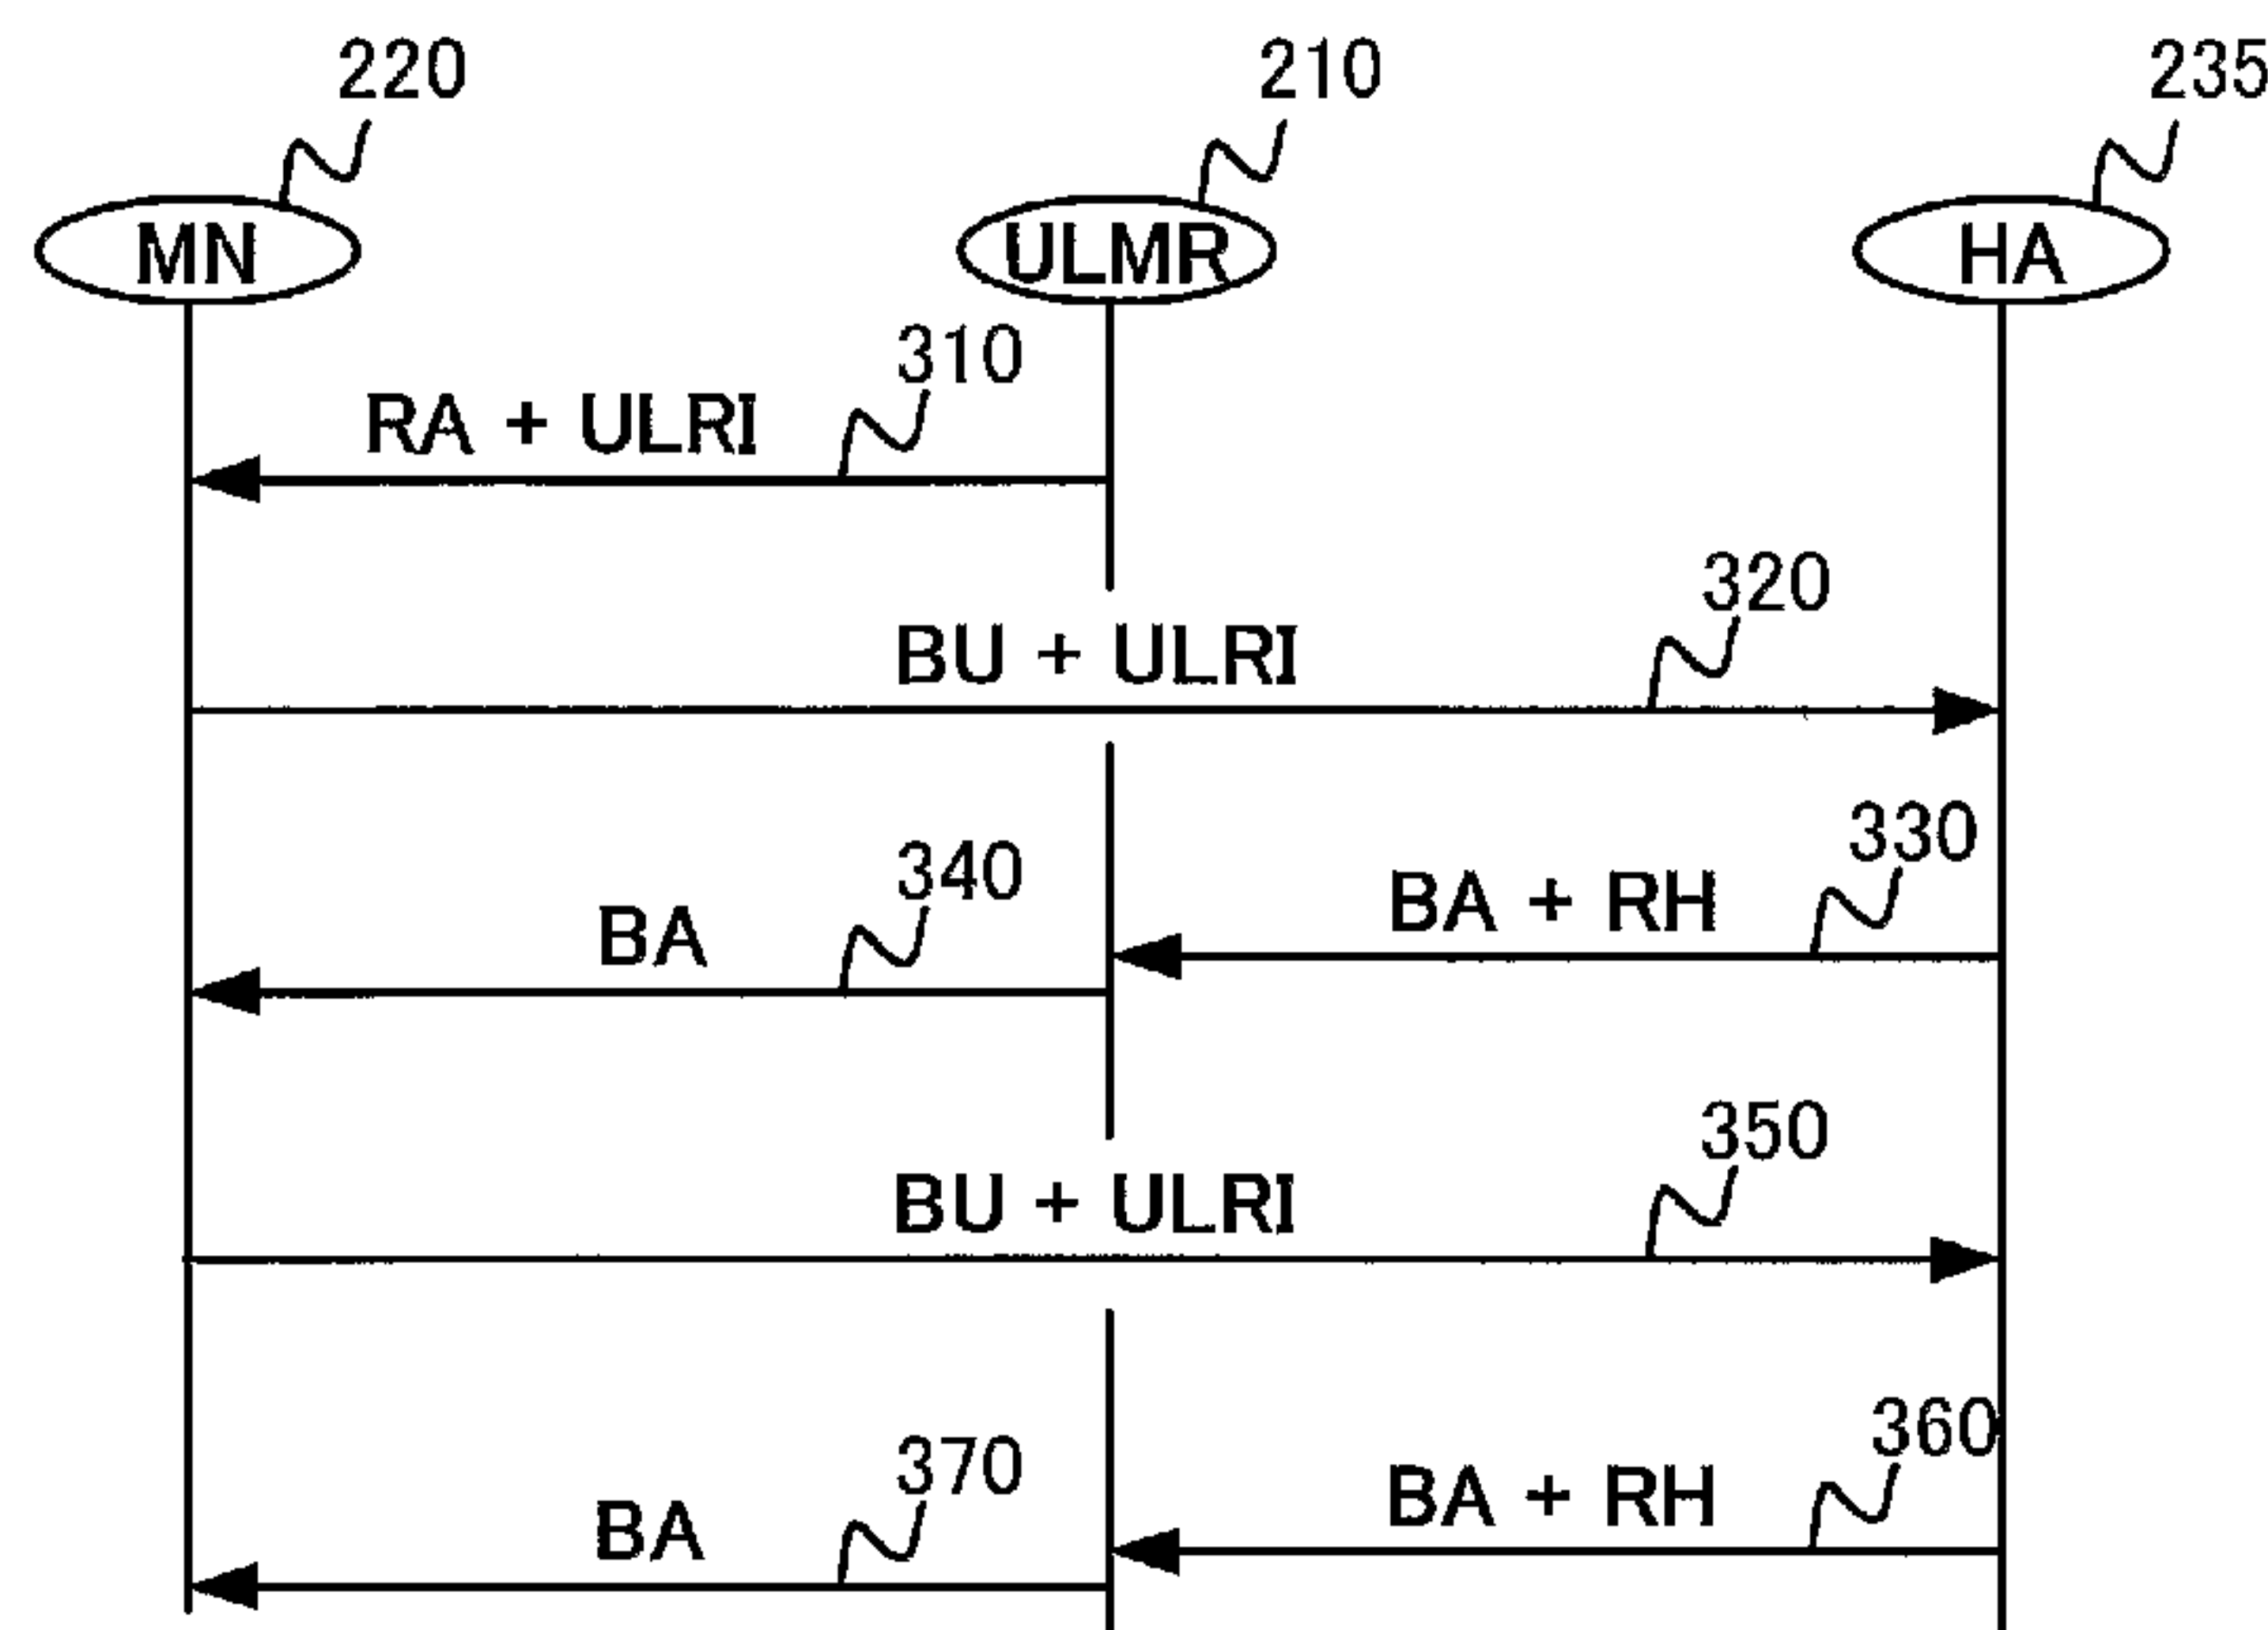 220 210 235
MN ULMR HA
310
RA + ULRI
320
BU + ULRI
330
340
BA + RH
BA
350
BU + ULRI
360
370
BA + RH
BA